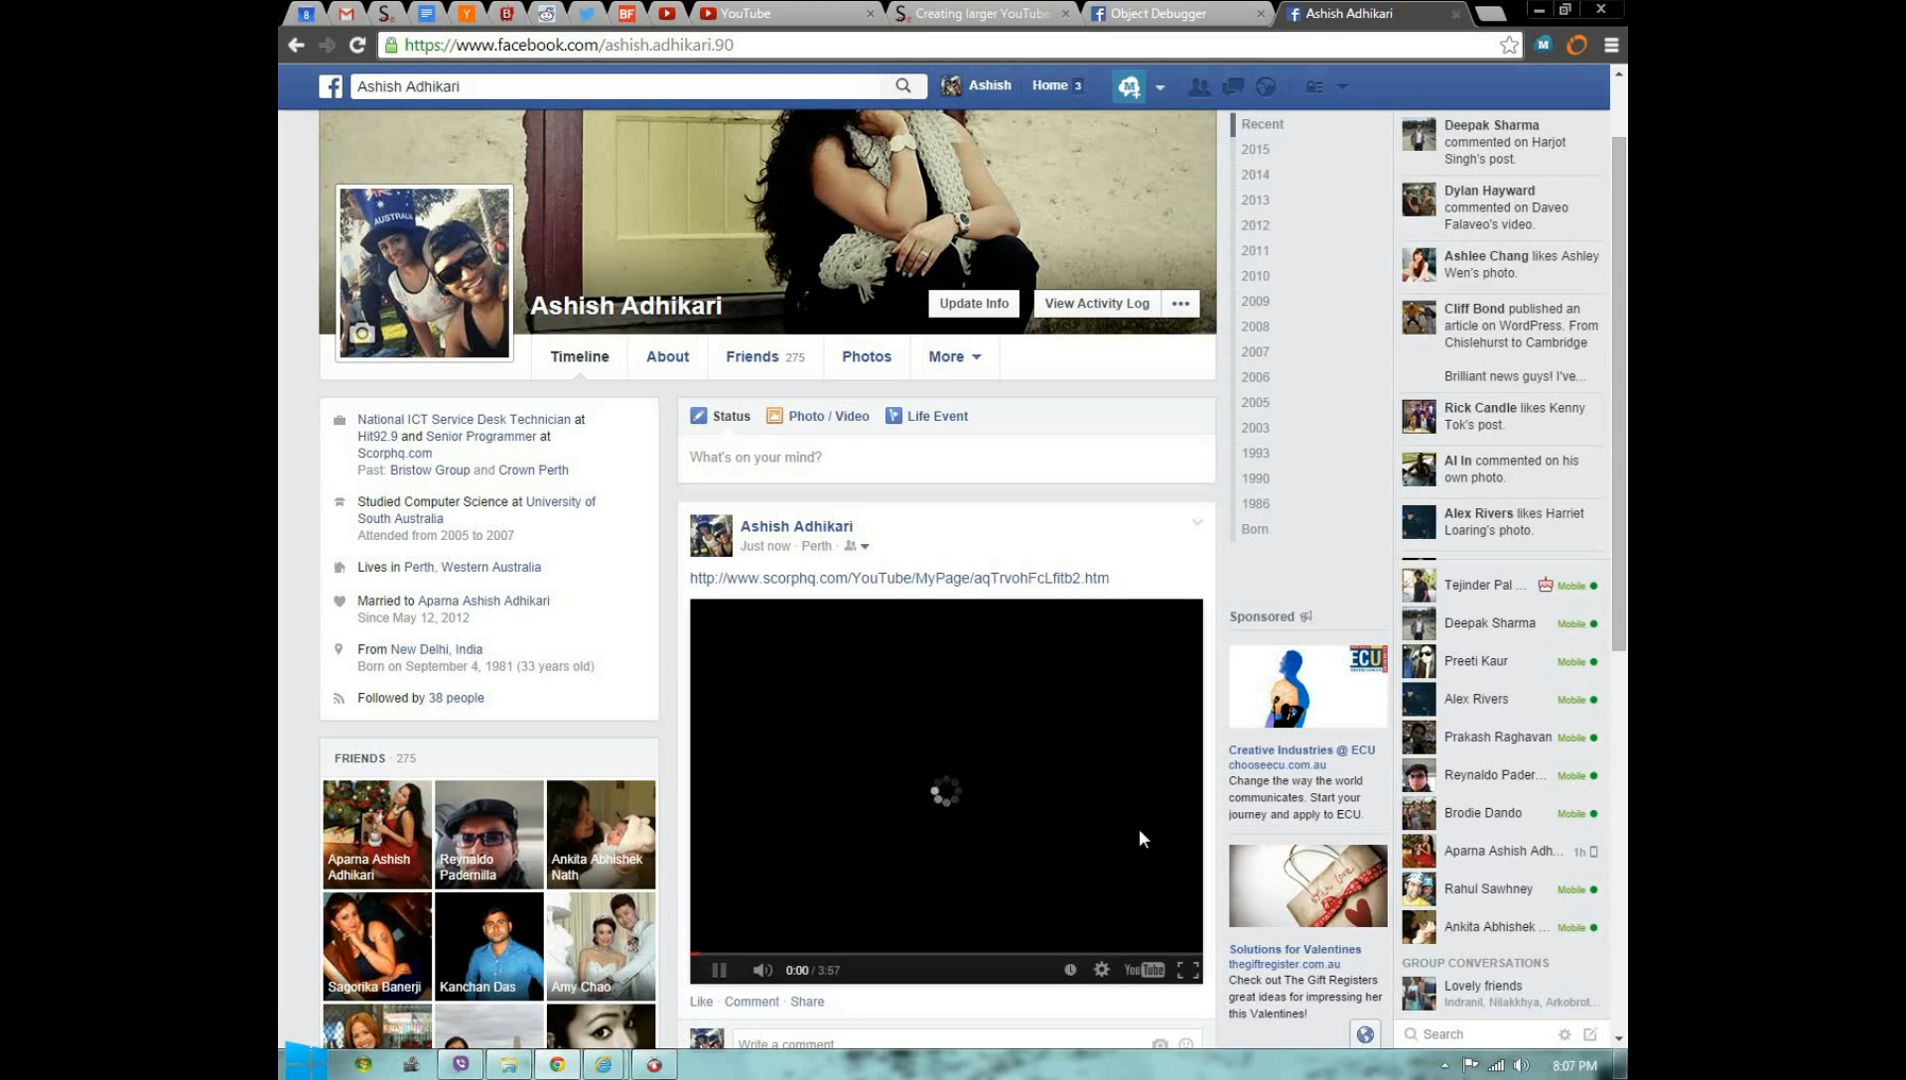 YouTube
Creating larger YouTube
Object Debugger
Ashish Adhikari
https://www.facebook.com/ashish.adhikari.90
Ashish Adhikari
Ashish
Home 3
AUSTRALIA
Ashish Adhikari
Update Info
View Activity Log
Timeline
About
Friends 275
Photos
More
National ICT Service Desk Technician at
Hit92.9 and Senior Programmer at
Scorphq.com
Past: Bristow Group and Crown Perth
Studied Computer Science at University of
South Australia
Attended from 2005 to 2007
Lives in Perth, Western Australia
Married to Aparna Ashish Adhikari
Since May 12, 2012
From New Delhi, India
Born on September 4, 1981 (33 years old)
Followed by 38 people
FRIENDS · 275
Aparna Ashish
Adhikari
Reynaldo
Padernilla
Ankita Abhishek
Nath
Sagorika Banerji
Kanchan Das
Amy Chao
Status
Photo / Video
Life Event
What's on your mind?
Ashish Adhikari
Just now · Perth ·
http://www.scorphq.com/YouTube/MyPage/aqTrvohFcLfitb2.htm
0:00 / 3:57
YouTube
Like · Comment · Share
Write a comment
Recent
2015
2014
2013
2012
2011
2010
2009
2008
2007
2006
2005
2003
1993
1990
1986
Born
Sponsored
ECU
Creative Industries @ ECU
chooseecu.com.au
Change the way the world
communicates. Start your
journey and apply to ECU.
Solutions for Valentines
thegiftregister.com.au
Check out The Gift Registers
great ideas for impressing her
this Valentines!
Deepak Sharma
commented on Harjot
Singh's post.
Dylan Hayward
commented on Daveo
Falaveo's video.
Ashlee Chang likes Ashley
Wen's photo.
Cliff Bond published an
article on WordPress. From
Chislehurst to Cambridge
Brilliant news guys! I've...
Rick Candle likes Kenny
Tok's post.
Al In commented on his
own photo.
Alex Rivers likes Harriet
Loaring's photo.
Tejinder Pal ... Mobile
Deepak Sharma Mobile
Preeti Kaur Mobile
Alex Rivers Mobile
Prakash Raghavan Mobile
Reynaldo Pader... Mobile
Brodie Dando Mobile
Aparna Ashish Adh... 1h
Rahul Sawhney Mobile
Ankita Abhishek ... Mobile
GROUP CONVERSATIONS
Lovely friends
Indranil, Nilakkhya, Arkobrot...
Search
8:07 PM